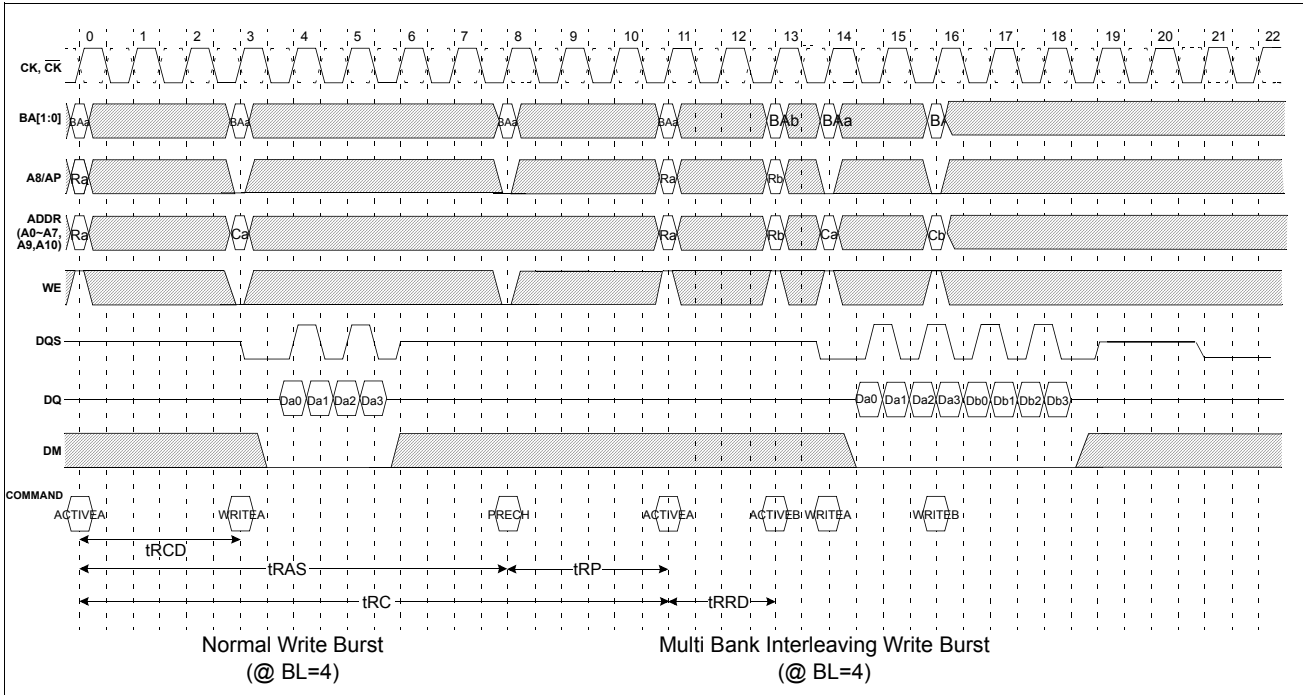 0 1 2 3 4 5 6 7 8 9 10 11 12 13 14 15 16 17 18 19 20 21 22
CK, CK
BA[1:0] BAa BAa BAa BAa BAb BAa BA
A8/AP Ra Ra Rb
ADDR
(A0~A7,
A9,A10)
Ra Ca Ra Rb Ca Cb
WE
DQS
DQ Da0 Da1 Da2 Da3 Da0 Da1 Da2 Da3 Db0 Db1 Db2 Db3
DM
COMMAND
ACTIVEA WRITEA PRECH ACTIVEA ACTIVEB WRITEA WRITEB
tRCD
tRAS tRP
tRC tRRD
Normal Write Burst Multi Bank Interleaving Write Burst
(@ BL=4) (@ BL=4)